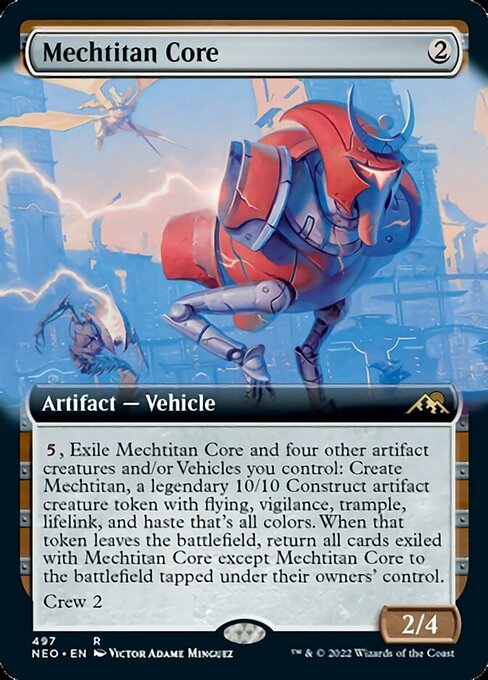 Mechtitan Core 2
Artifact — Vehicle
5, Exile Mechtitan Core and four other artifact
creatures and/or Vehicles you control: Create
Mechtitan, a legendary 10/10 Construct artifact
creature token with flying, vigilance, trample,
lifelink, and haste that's all colors. When that
token leaves the battlefield, return all cards exiled
with Mechtitan Core except Mechtitan Core to
the battlefield tapped under their owners' control.
Crew 2
2/4
497 R
NEO • EN Victor Adame Minguez
™ & © 2022 Wizards of the Coast